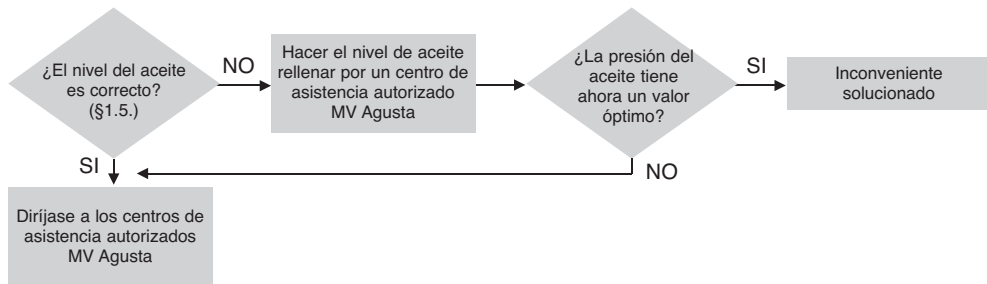 ¿El nivel del aceite
es correcto?
(§1.5.)
NO
Hacer el nivel de aceite
rellenar por un centro de
asistencia autorizado
MV Agusta
¿La presión del
aceite tiene
ahora un valor
óptimo?
SI
Inconveniente
solucionado
SI
NO
Diríjase a los centros de
asistencia autorizados
MV Agusta